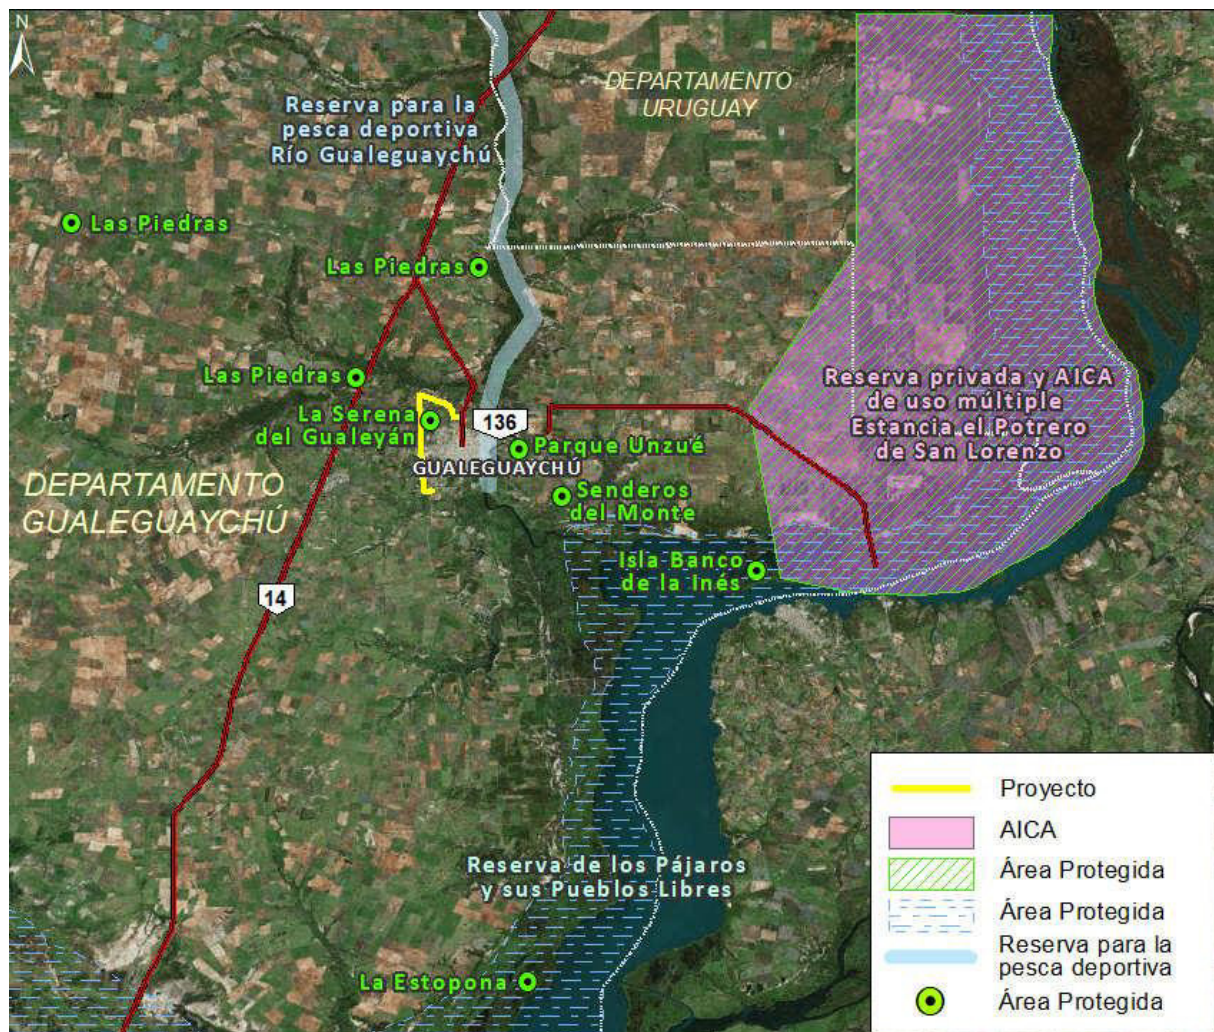 N
DEPARTAMENTO
URUGUAY
Reserva para la
pesca deportiva
Río Gualeguaychú
Las Piedras
Las Piedras
Las Piedras
La Serena
del Gualeyán
136
Parque Unzué
GUALEGUAYCHÚ
Reserva privada y AICA
de uso múltiple
Estancia el Potrero
de San Lorenzo
DEPARTAMENTO
GUALEGUAYCHÚ
Senderos
del Monte
Isla Banco
de la Inés
14
Reserva de los Pájaros
y sus Pueblos Libres
La Estopona
Proyecto
AICA
Área Protegida
Área Protegida
Reserva para la
pesca deportiva
Área Protegida